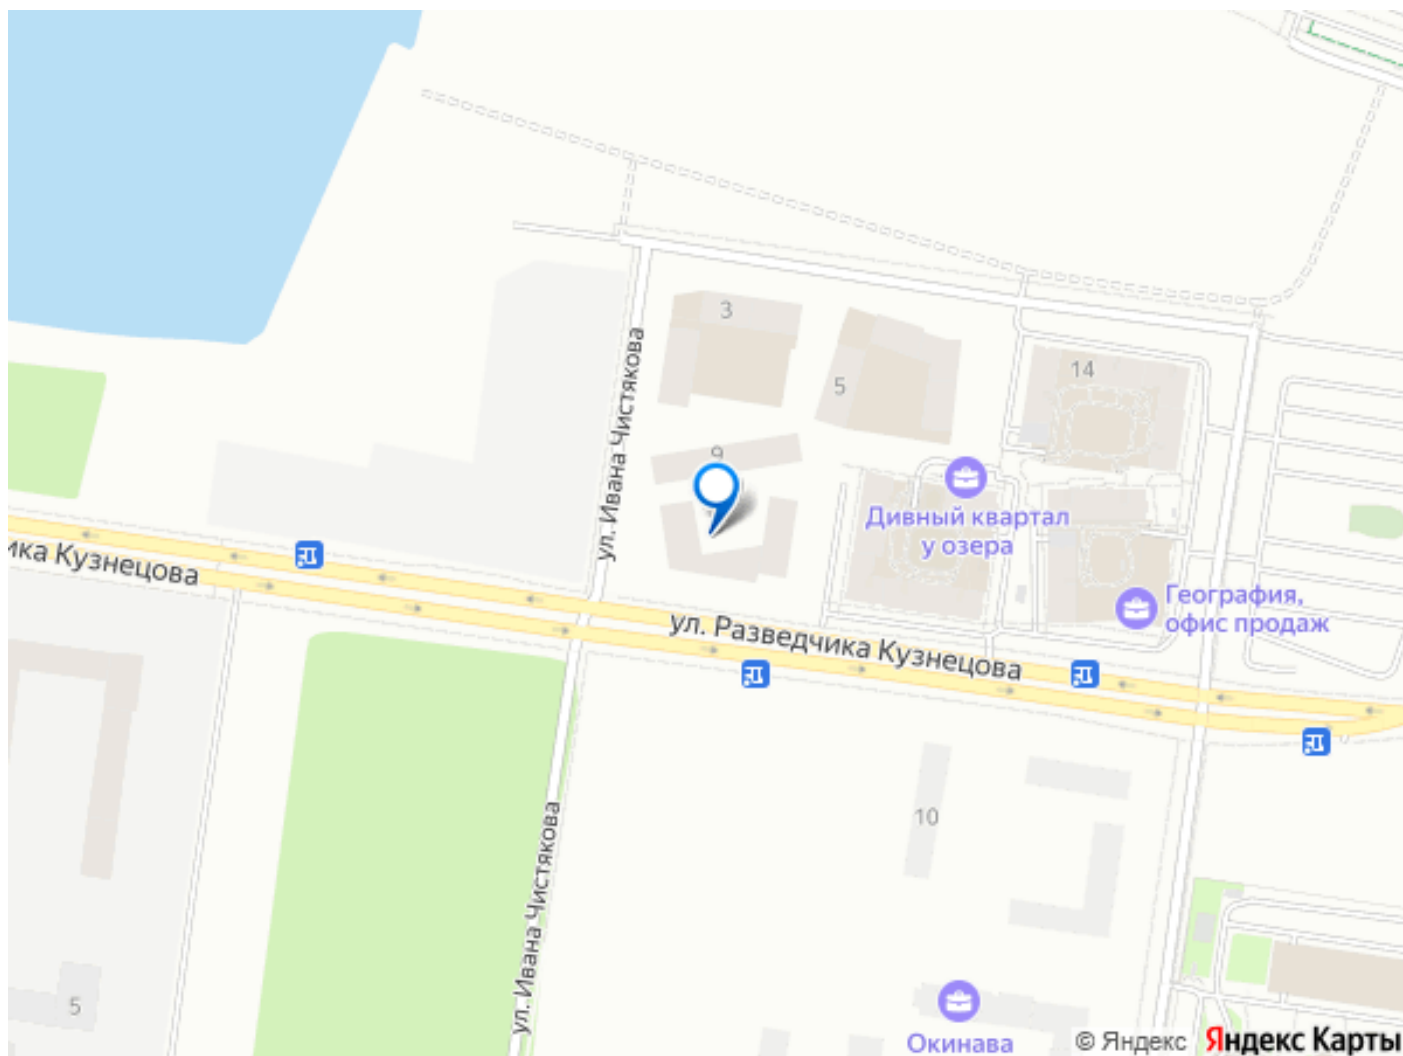 3
ул. Ивана Чистякова
5
14
9
Дивный квартал
у озера
ика Кузнецова
География,
офис продаж
ул. Разведчика Кузнецова
10
ул. Ивана Чистякова
5
Окинава
© Яндекс
Яндекс Карты